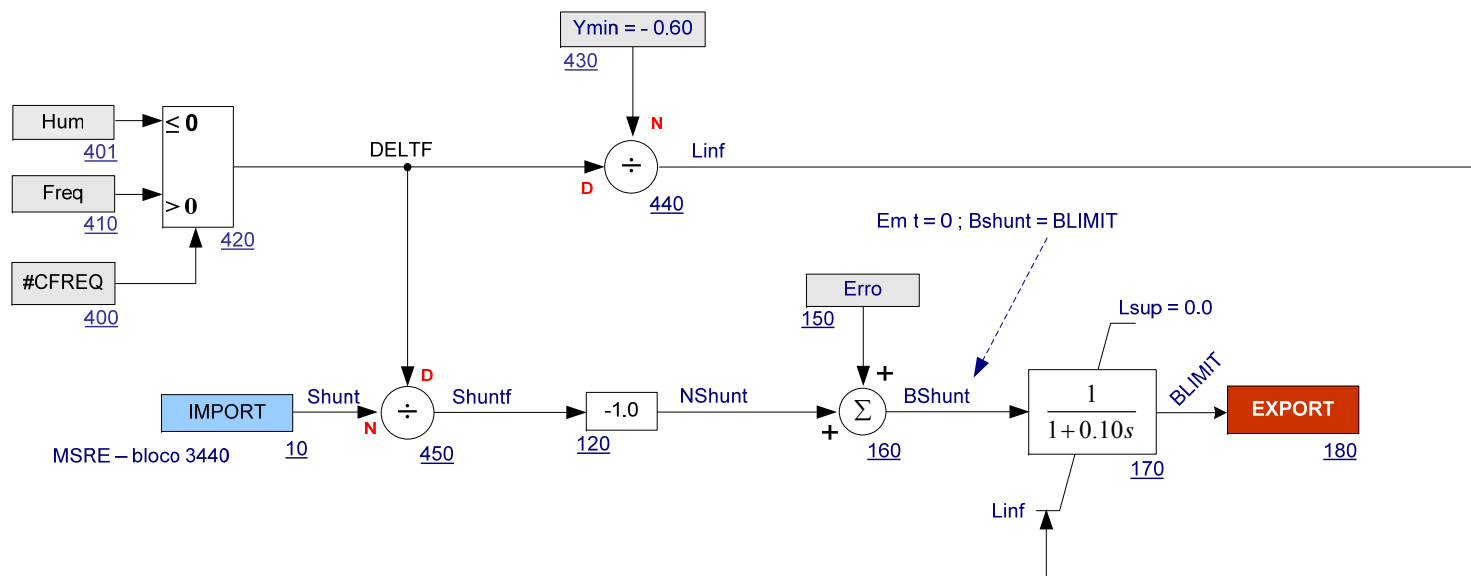 Ymin = - 0.60
430
N
Hum
401
≤ 0
DELTF
÷
Linf
D
440
Freq
410
> 0
420
Em t = 0 ; Bshunt = BLIMIT
#CFREQ
400
Erro
150
Lsup = 0.0
+
D
IMPORT
Shunt
÷
N
Shuntf
-1.0
NShunt
Σ
+
BShunt
1
1+0.10s
BLIMIT
EXPORT
MSRE – bloco 3440
10
450
120
160
170
180
Linf